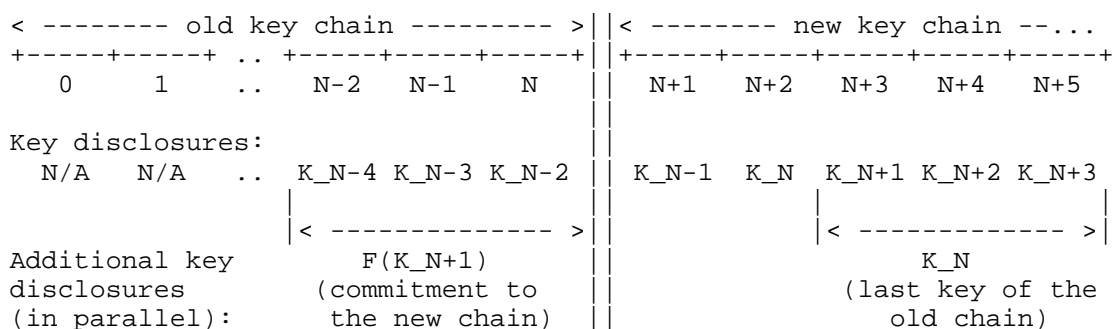 < -------- old key chain --------- >||< -------- new key chain --...
+-----+-----+ .. +-----+-----+-----+||+-----+-----+-----+-----+-----+
   0     1    ..   N-2   N-1    N   ||  N+1   N+2   N+3   N+4   N+5
                                    ||
Key disclosures:                    ||
  N/A   N/A   ..  K_N-4 K_N-3 K_N-2 || K_N-1  K_N  K_N+1 K_N+2 K_N+3
                 |                  ||            |                 |
                 |< -------------- >||            |< ------------- >|
Additional key        F(K_N+1)      ||                  K_N
disclosures        (commitment to   ||             (last key of the
(in parallel):      the new chain)  ||                old chain)